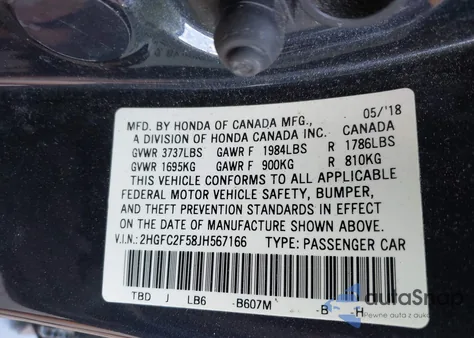 MFD. BY HONDA OF CANADA MFG., 05/'18
A DIVISION OF HONDA CANADA INC. CANADA
GVWR 3737LBS GAWR F 1984LBS R 1786LBS
GVWR 1695KG GAWR F 900KG R 810KG
THIS VEHICLE CONFORMS TO ALL APPLICABLE
FEDERAL MOTOR VEHICLE SAFETY, BUMPER,
AND THEFT PREVENTION STANDARDS IN EFFECT
ON THE DATE OF MANUFACTURE SHOWN ABOVE.
V.I.N.: 2HGFC2F58JH567166 TYPE: PASSENGER CAR
TBD J LB6 -B607M -B -H
autoSnap
Powered by